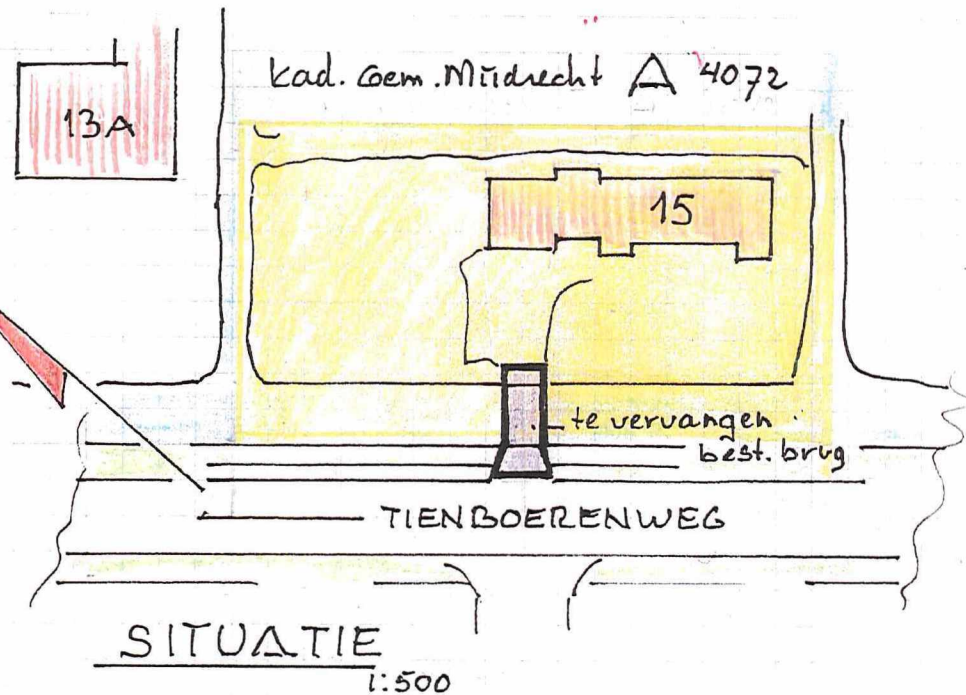 kad. Gem. Mijdrecht A 4072
13A
15
te vervangen
best. brug
TIENBOERENWEG
SITUATIE
1:500